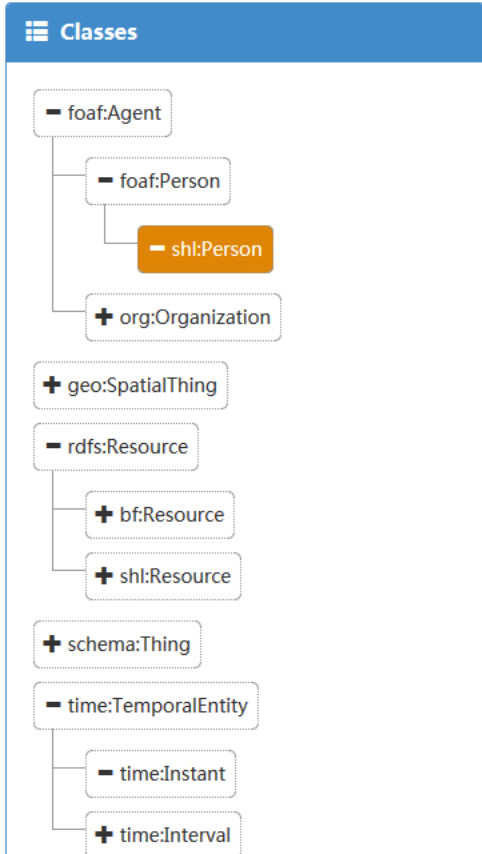 Classes
foaf:Agent
foaf:Person
shl:Person
org:Organization
geo:SpatialThing
rdfs:Resource
bf:Resource
shl:Resource
schema:Thing
time:TemporalEntity
time:Instant
time:Interval